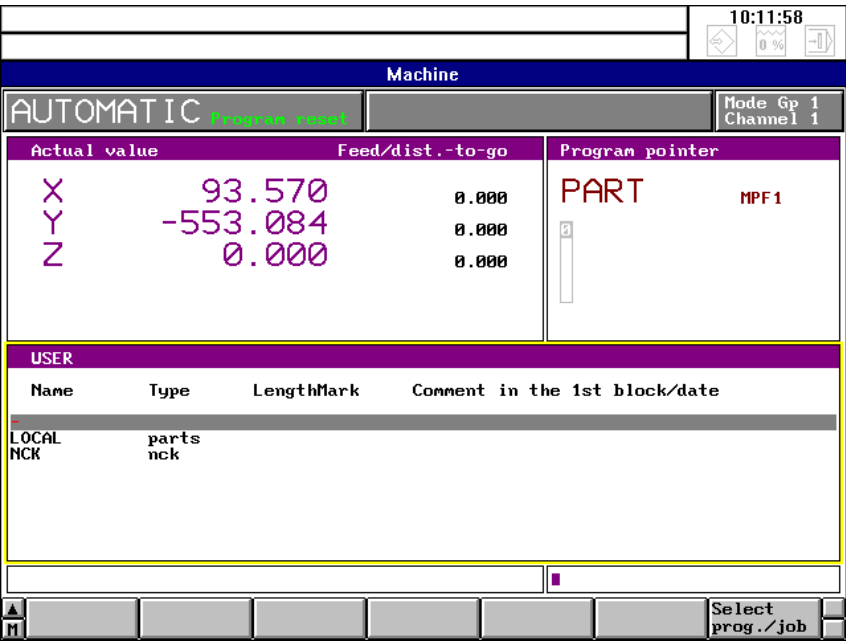 10:11:58
0 %
Machine
AUTOMATIC Program reset
Mode Gp 1
Channel 1
Actual value Feed/dist.-to-go
X 93.570 0.000
Y -553.084 0.000
Z 0.000 0.000
Program pointer
PART MPF1
0
USER
Name Type LengthMark Comment in the 1st block/date
-
LOCAL parts
NCK nck
M
Select
prog./job